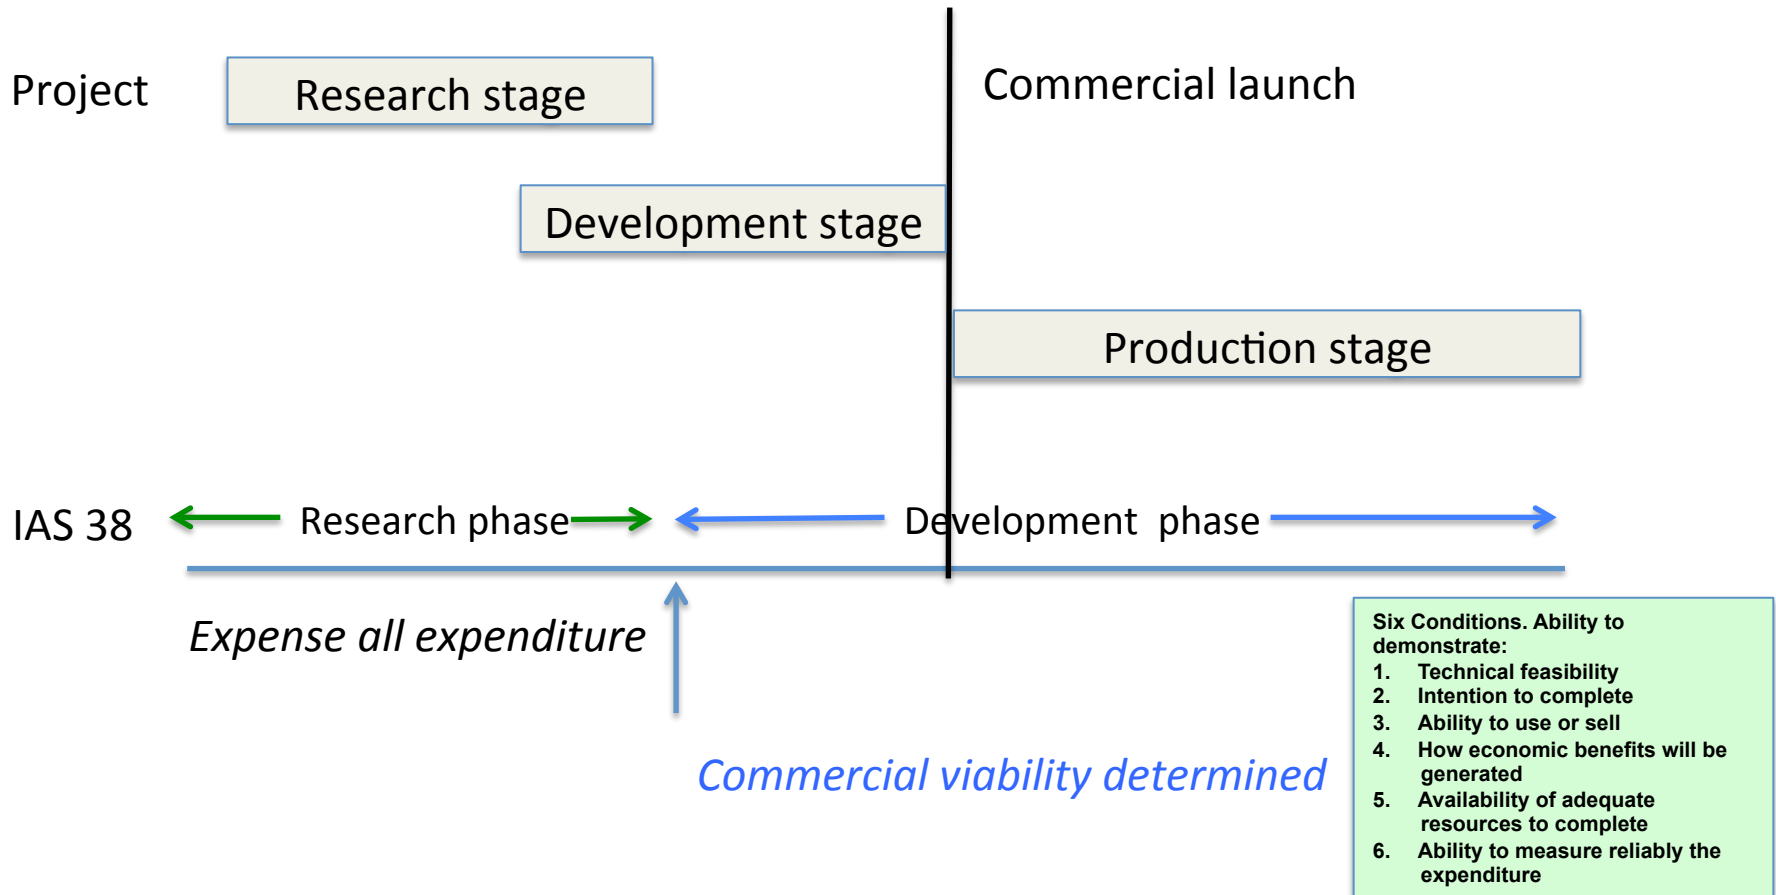 Project
Research stage
Commercial launch
Development stage
Production stage
IAS 38
Research phase
Development phase
Expense all expenditure
Commercial viability determined
Six Conditions. Ability to
demonstrate:
1. Technical feasibility
2. Intention to complete
3. Ability to use or sell
4. How economic benefits will be
generated
5. Availability of adequate
resources to complete
6. Ability to measure reliably the
expenditure